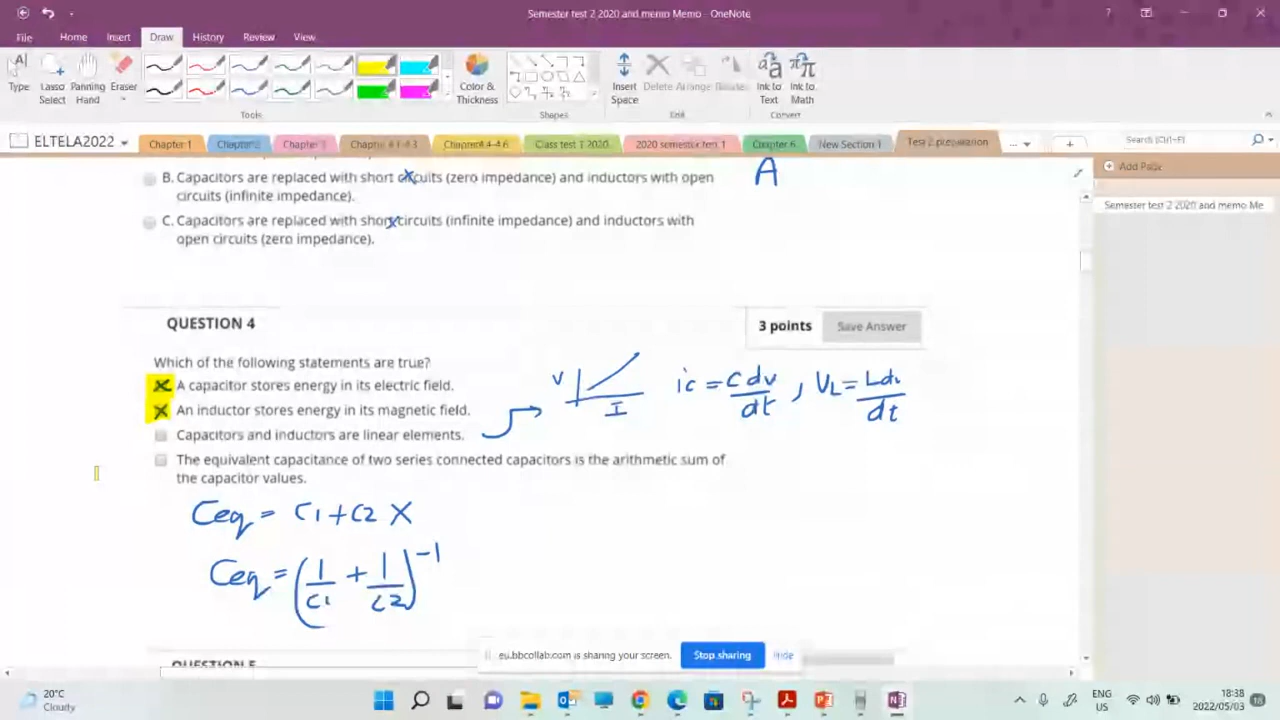 Semester test 2 2020 and memo Memo - OneNote
File Home Insert Draw History Review View
Type Lasso Select Panning Hand Eraser Color & Thickness Insert Space Delete Arrange Rotate Ink to Text Ink to Math
Tools Shapes Edit Convert
ELTELA2022 Chapter 1 Chapter 2 Chapter 3 Chapter 4.1-4.3 Chapter 4.4-4.6 Class test 1 2020 2020 semester test 1 Chapter 6 New Section 1 Test 2 preparation ... + Search (Ctrl+F)
Add Page
Semester test 2 2020 and memo Me
B. Capacitors are replaced with short circuits (zero impedance) and inductors with open
circuits (infinite impedance).
A
C. Capacitors are replaced with short circuits (infinite impedance) and inductors with
open circuits (zero impedance).
QUESTION 4
3 points Save Answer
Which of the following statements are true?
A capacitor stores energy in its electric field.
An inductor stores energy in its magnetic field.
Capacitors and inductors are linear elements.
The equivalent capacitance of two series connected capacitors is the arithmetic sum of
the capacitor values.
V I ic = C dv/dt , VL = L di/dt
Ceq = C1 + C2 X
Ceq = (1/C1 + 1/C2)^-1
QUESTION 5
eu.bbcollab.com is sharing your screen. Stop sharing Hide
20°C
Cloudy
ENG
US
18:38
2022/05/03
18